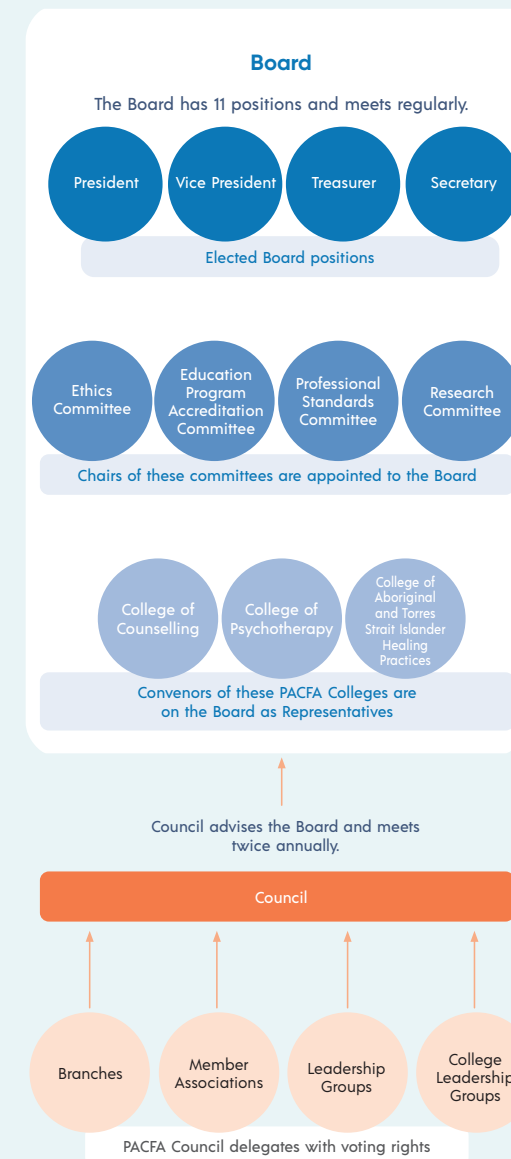 Board
The Board has 11 positions and meets regularly.
President
Vice President
Treasurer
Secretary
Elected Board positions
Ethics
Committee
Education
Program
Accreditation
Committee
Professional
Standards
Committee
Research
Committee
Chairs of these committees are appointed to the Board
College of
Counselling
College of
Psychotherapy
College of
Aboriginal
and Torres
Strait Islander
Healing
Practices
Convenors of these PACFA Colleges are
on the Board as Representatives
Council advises the Board and meets
twice annually.
Council
Branches
Member
Associations
Leadership
Groups
College
Leadership
Groups
PACFA Council delegates with voting rights